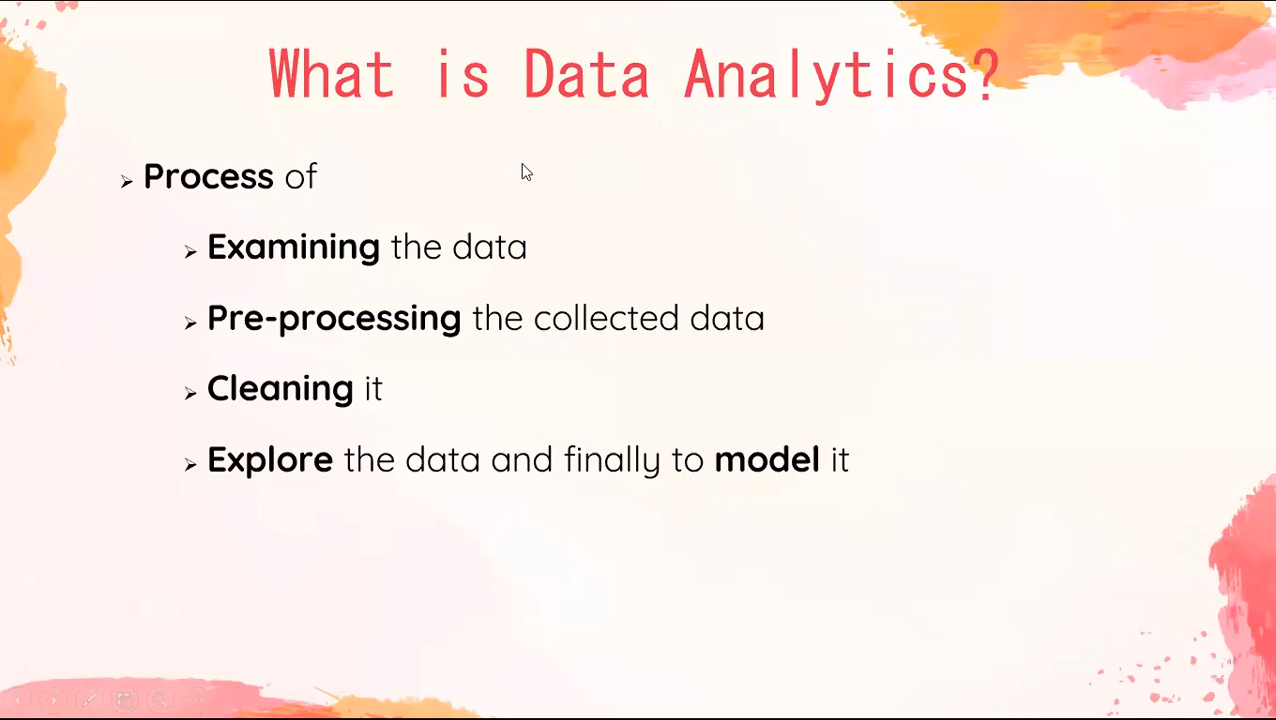 What is Data Analytics?
Process of
Examining the data
Pre-processing the collected data
Cleaning it
Explore the data and finally to model it